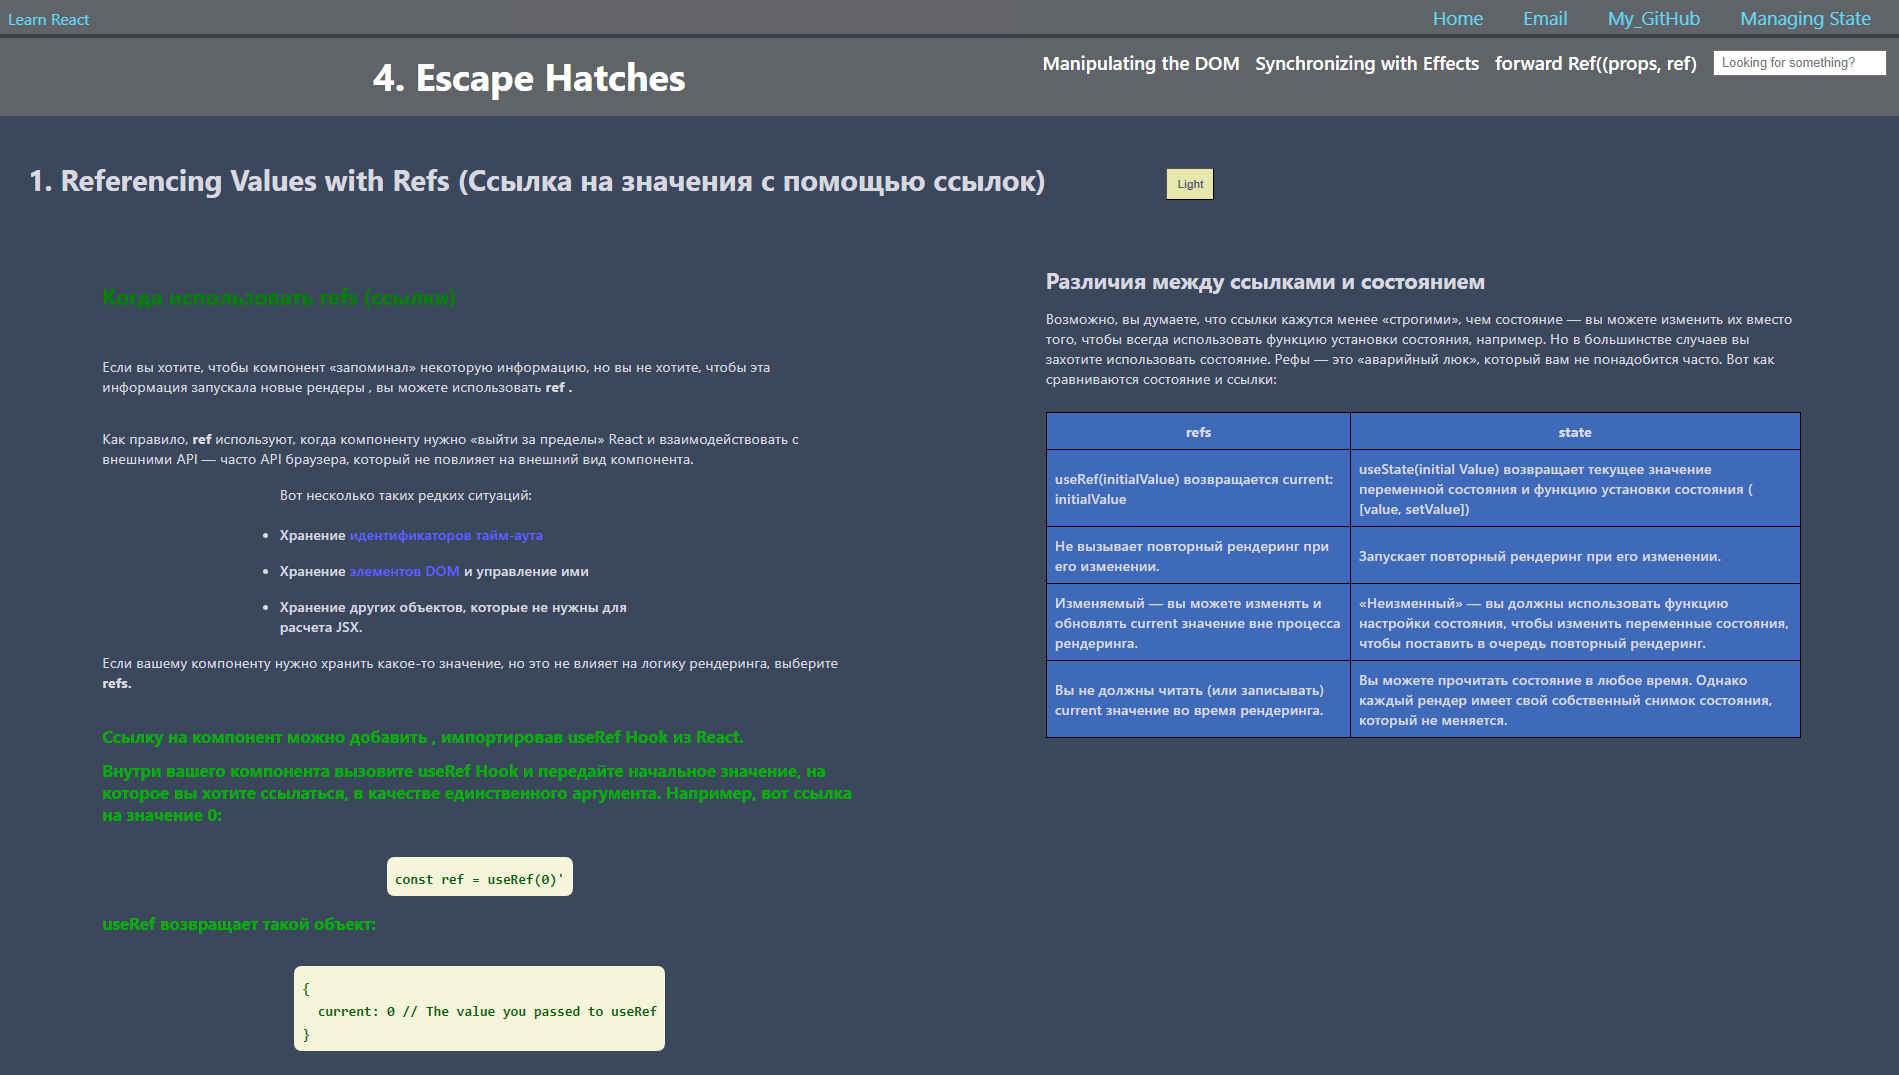 Learn React
Home Email My_GitHub Managing State
4. Escape Hatches
Manipulating the DOM Synchronizing with Effects forward Ref((props, ref)
Looking for something?
1. Referencing Values with Refs (Ссылка на значения с помощью ссылок)
Light
Когда использовать refs (ссылки)
Если вы хотите, чтобы компонент «запоминал» некоторую информацию, но вы не хотите, чтобы эта
информация запускала новые рендеры , вы можете использовать ref .
Как правило, ref используют, когда компоненту нужно «выйти за пределы» React и взаимодействовать с
внешними API — часто API браузера, который не повлияет на внешний вид компонента.
Вот несколько таких редких ситуаций:
• Хранение идентификаторов тайм-аута
• Хранение элементов DOM и управление ими
• Хранение других объектов, которые не нужны для
расчета JSX.
Если вашему компоненту нужно хранить какое-то значение, но это не влияет на логику рендеринга, выберите
refs.
Ссылку на компонент можно добавить , импортировав useRef Hook из React.
Внутри вашего компонента вызовите useRef Hook и передайте начальное значение, на
которое вы хотите ссылаться, в качестве единственного аргумента. Например, вот ссылка
на значение 0:
const ref = useRef(0)'
useRef возвращает такой объект:
{
current: 0 // The value you passed to useRef
}
Различия между ссылками и состоянием
Возможно, вы думаете, что ссылки кажутся менее «строгими», чем состояние — вы можете изменить их вместо
того, чтобы всегда использовать функцию установки состояния, например. Но в большинстве случаев вы
захотите использовать состояние. Рефы — это «аварийный люк», который вам не понадобится часто. Вот как
сравниваются состояние и ссылки:
refs
state
useRef(initialValue) возвращается current:
initialValue
useState(initial Value) возвращает текущее значение
переменной состояния и функцию установки состояния (
[value, setValue])
Не вызывает повторный рендеринг при
его изменении.
Запускает повторный рендеринг при его изменении.
Изменяемый — вы можете изменять и
обновлять current значение вне процесса
рендеринга.
«Неизменный» — вы должны использовать функцию
настройки состояния, чтобы изменить переменные состояния,
чтобы поставить в очередь повторный рендеринг.
Вы не должны читать (или записывать)
current значение во время рендеринга.
Вы можете прочитать состояние в любое время. Однако
каждый рендер имеет свой собственный снимок состояния,
который не меняется.